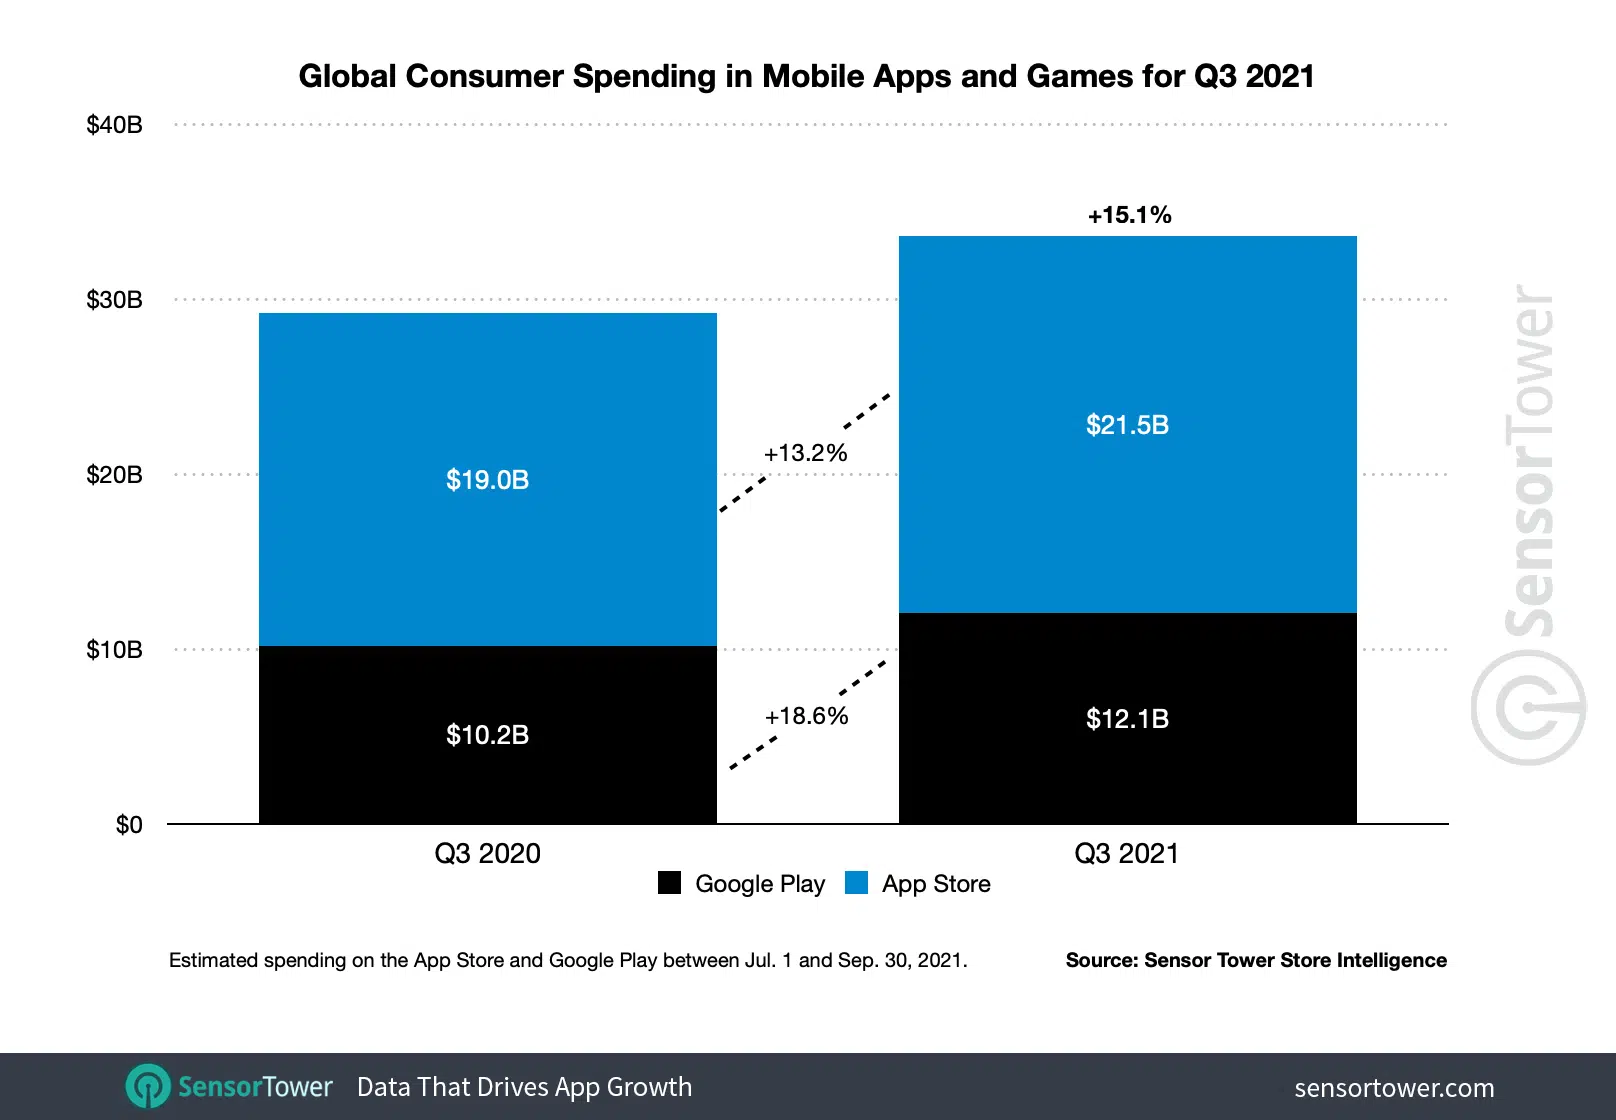 Global Consumer Spending in Mobile Apps and Games for Q3 2021
$40B
+15.1%
$30B
$21.5B
+13.2%
$20B
$19.0B
$10B
+18.6%
$12.1B
$10.2B
$0
Q3 2020
Q3 2021
Google Play
App Store
Estimated spending on the App Store and Google Play between Jul. 1 and Sep. 30, 2021.
Source: Sensor Tower Store Intelligence
SensorTower
SensorTower
Data That Drives App Growth
sensortower.com